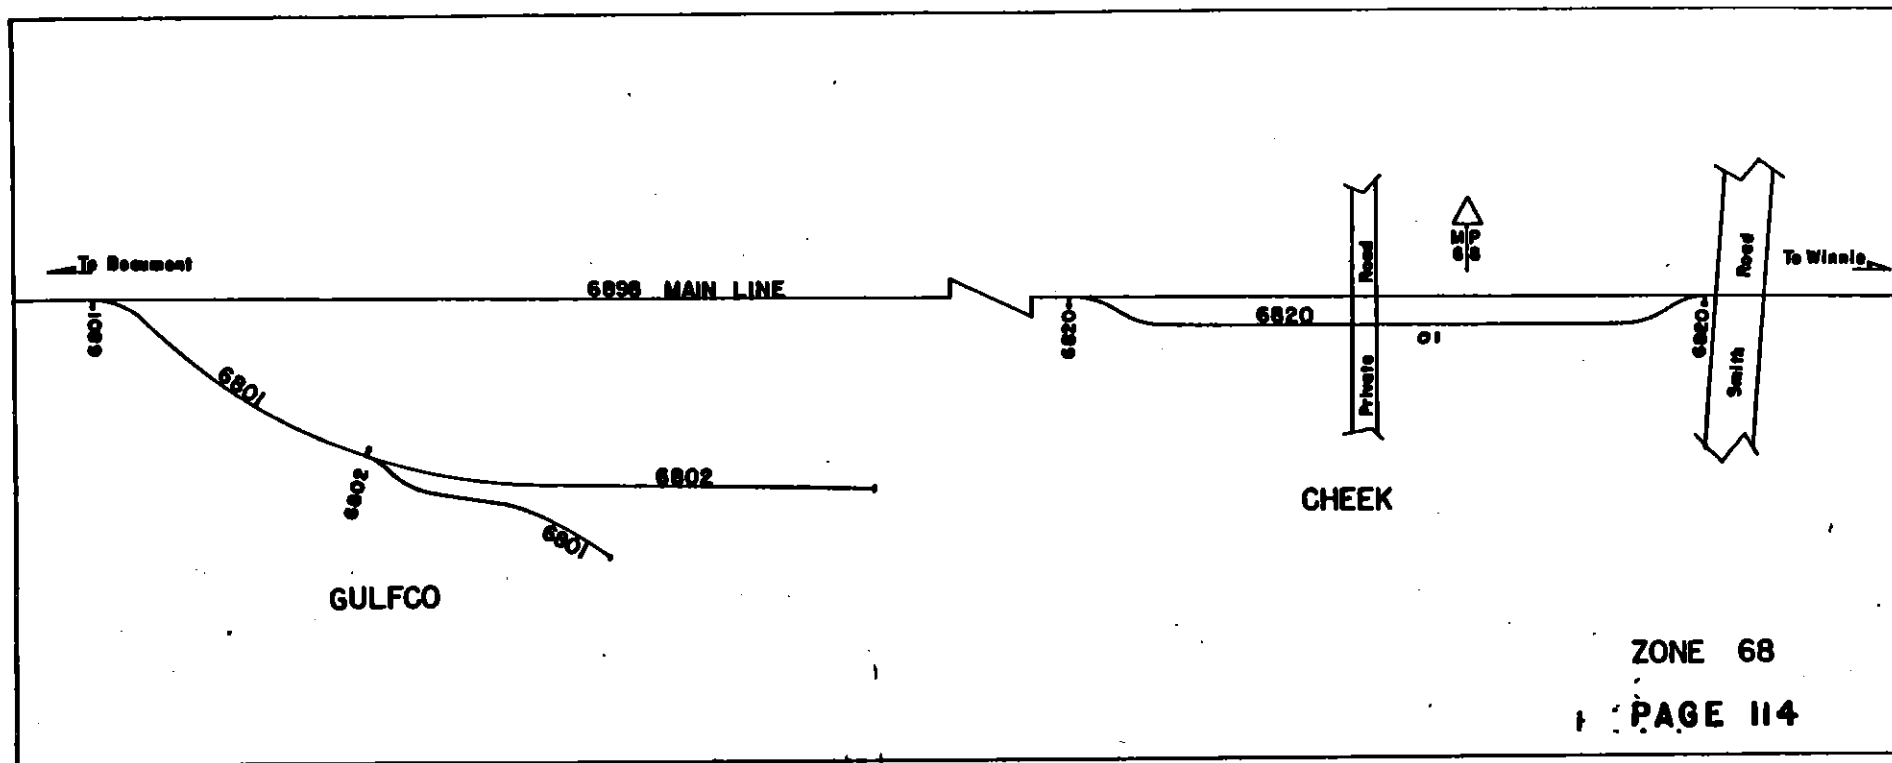 To Beaumont
6898 MAIN LINE
6801
6801
6802
6802
6801
GULFCO
6820
6820
Private Road
MP
01
6820
Smith Road
To Winnie
CHEEK
ZONE 68
PAGE 114